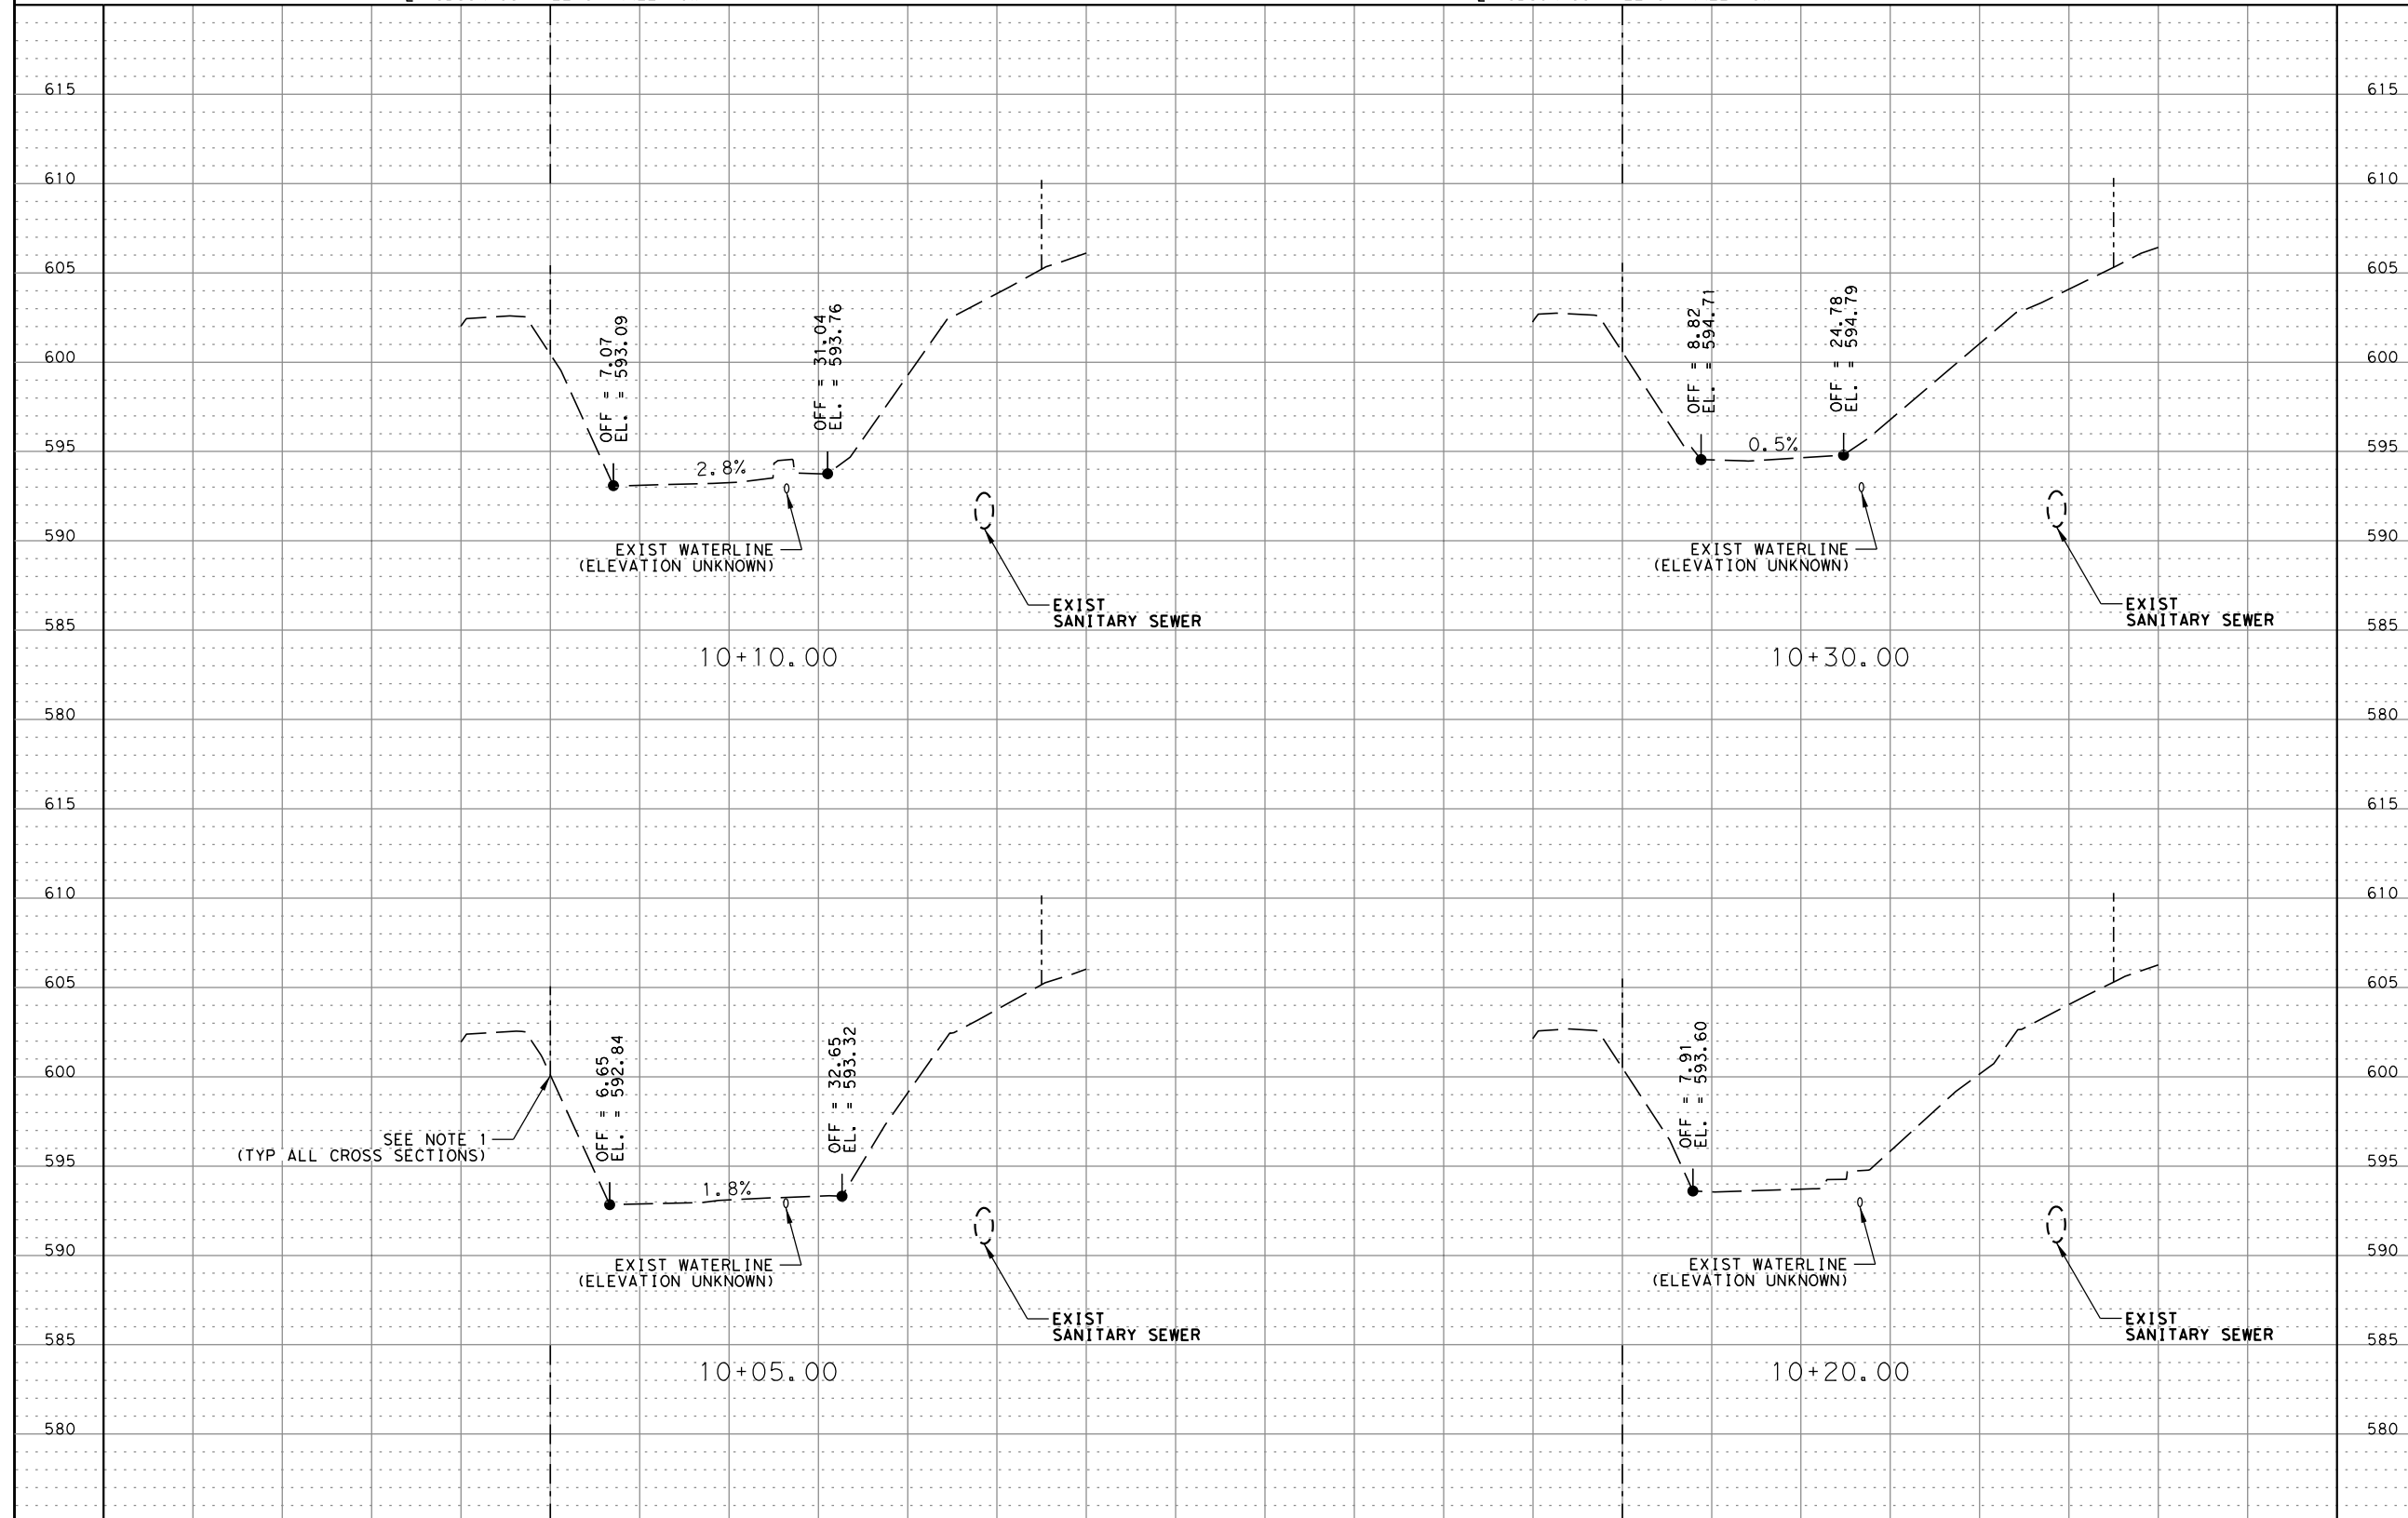 615
610
605
600
595
590
585
580
615
610
605
600
595
590
585
580
OFF = 7.07
EL. = 593.09
OFF = 31.04
EL. = 593.76
2.8%
EXIST WATERLINE
(ELEVATION UNKNOWN)
EXIST
SANITARY SEWER
10+10.00
OFF = 8.82
EL. = 594.71
OFF = 24.78
EL. = 594.79
0.5%
EXIST WATERLINE
(ELEVATION UNKNOWN)
EXIST
SANITARY SEWER
10+30.00
615
610
605
600
595
590
585
580
SEE NOTE 1
(TYP ALL CROSS SECTIONS)
OFF = 6.65
EL. = 592.84
OFF = 32.65
EL. = 593.32
1.8%
EXIST WATERLINE
(ELEVATION UNKNOWN)
EXIST
SANITARY SEWER
10+05.00
OFF = 7.91
EL. = 593.60
EXIST WATERLINE
(ELEVATION UNKNOWN)
EXIST
SANITARY SEWER
10+20.00
615
610
605
600
595
590
585
580